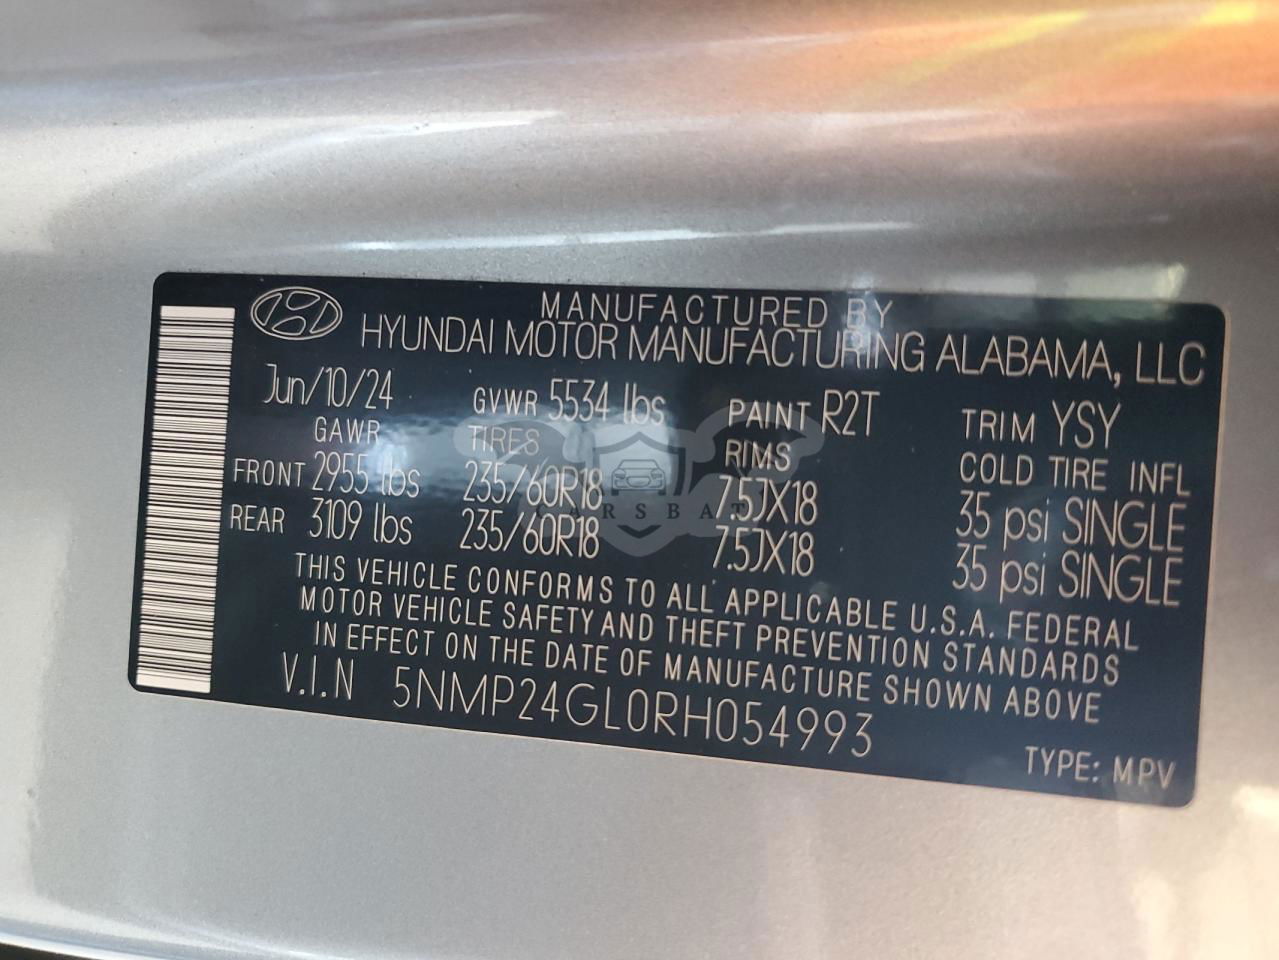 MANUFACTURED BY
HYUNDAI MOTOR MANUFACTURING ALABAMA, LLC
Jun/10/24 GVWR 5534 lbs PAINT R2T TRIM YSY
GAWR TIRES RIMS COLD TIRE INFL
FRONT 2955 lbs 235/60R18 7.5JX18 35 psi SINGLE
REAR 3109 lbs 235/60R18 7.5JX18 35 psi SINGLE
CARSBAT
THIS VEHICLE CONFORMS TO ALL APPLICABLE U.S.A. FEDERAL
MOTOR VEHICLE SAFETY AND THEFT PREVENTION STANDARDS
IN EFFECT ON THE DATE OF MANUFACTURE SHOWN ABOVE
V.I.N 5NMP24GL0RH054993
TYPE: MPV